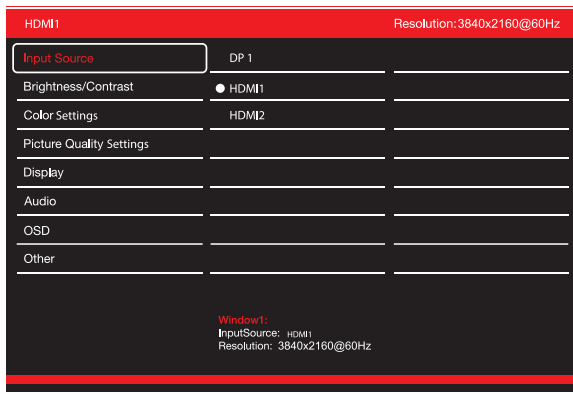 HDMI1 Resolution:3840x2160@60Hz
Input Source DP 1
Brightness/Contrast HDMI1
Color Settings HDMI2
Picture Quality Settings
Display
Audio
OSD
Other
Window1:
InputSource: HDMI1
Resolution: 3840x2160@60Hz